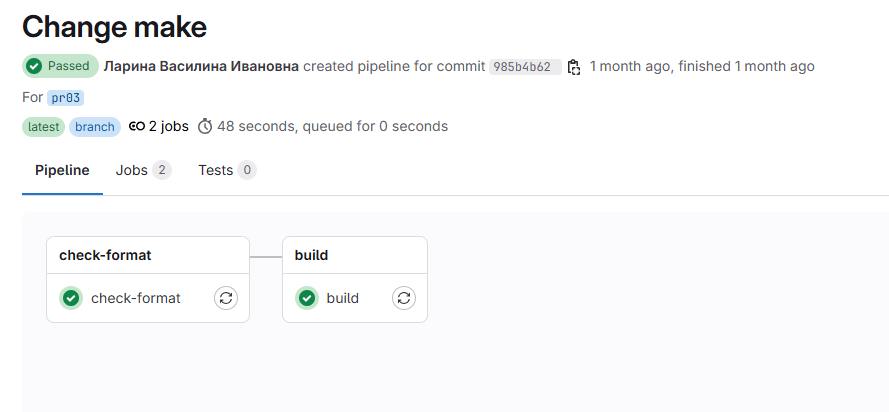 Change make
Passed Ларина Василина Ивановна created pipeline for commit 985b4b62 1 month ago, finished 1 month ago
For pr03
latest branch 2 jobs 48 seconds, queued for 0 seconds
Pipeline Jobs 2 Tests 0
check-format build
check-format build